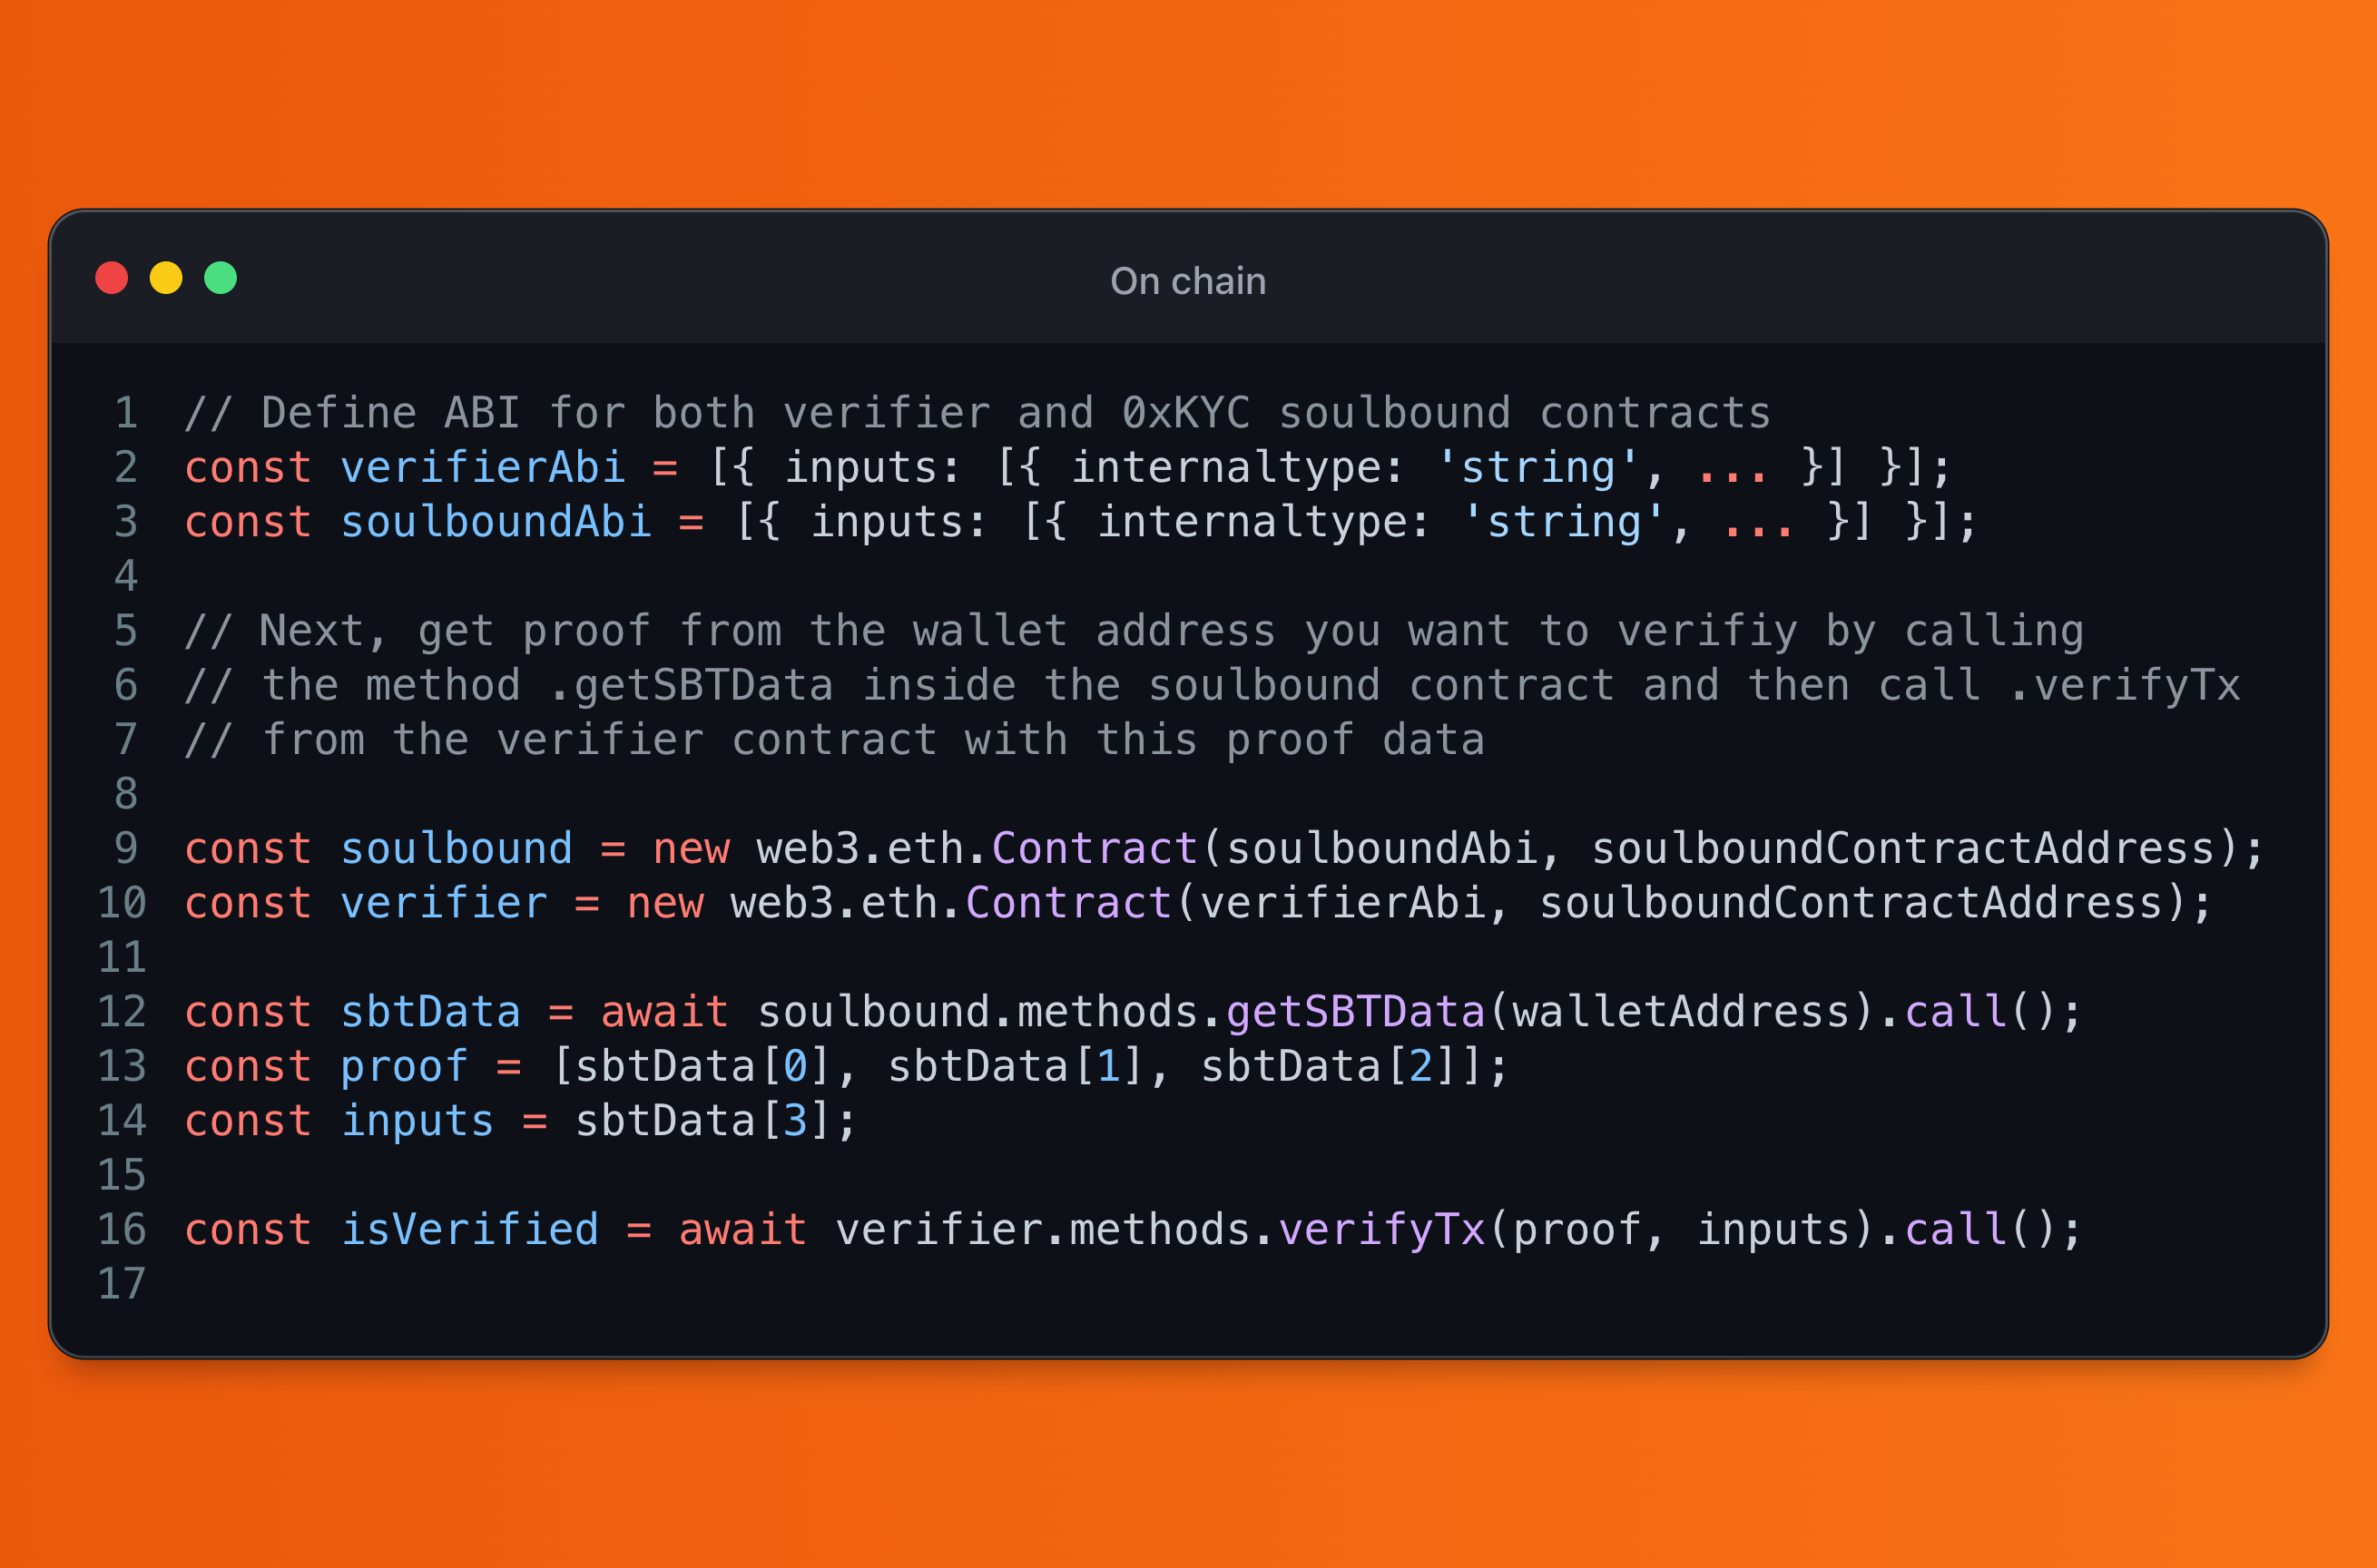 On chain
1 // Define ABI for both verifier and 0xKYC soulbound contracts
2 const verifierAbi = [{ inputs: [{ internaltype: 'string', ... }] }];
3 const soulboundAbi = [{ inputs: [{ internaltype: 'string', ... }] }];
4
5 // Next, get proof from the wallet address you want to verifiy by calling
6 // the method .getSBTData inside the soulbound contract and then call .verifyTx
7 // from the verifier contract with this proof data
8
9 const soulbound = new web3.eth.Contract(soulboundAbi, soulboundContractAddress);
10 const verifier = new web3.eth.Contract(verifierAbi, soulboundContractAddress);
11
12 const sbtData = await soulbound.methods.getSBTData(walletAddress).call();
13 const proof = [sbtData[0], sbtData[1], sbtData[2]];
14 const inputs = sbtData[3];
15
16 const isVerified = await verifier.methods.verifyTx(proof, inputs).call();
17